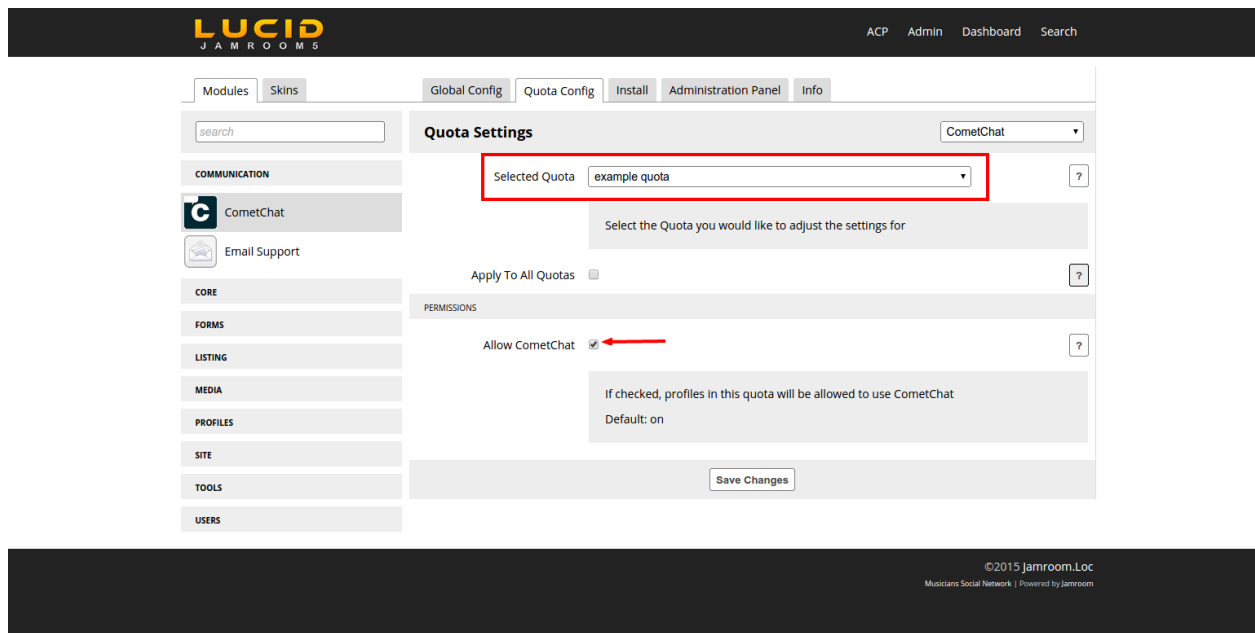 LUCID
JAMROOM5
ACP Admin Dashboard Search
Modules Skins
Global Config Quota Config Install Administration Panel Info
search
Quota Settings
CometChat
COMMUNICATION
Selected Quota example quota ?
C CometChat
Select the Quota you would like to adjust the settings for
Email Support
Apply To All Quotas ?
CORE
PERMISSIONS
FORMS
Allow CometChat ?
LISTING
MEDIA
If checked, profiles in this quota will be allowed to use CometChat
Default: on
PROFILES
SITE
Save Changes
TOOLS
USERS
©2015 Jamroom.Loc
Musicians Social Network | Powered by Jamroom